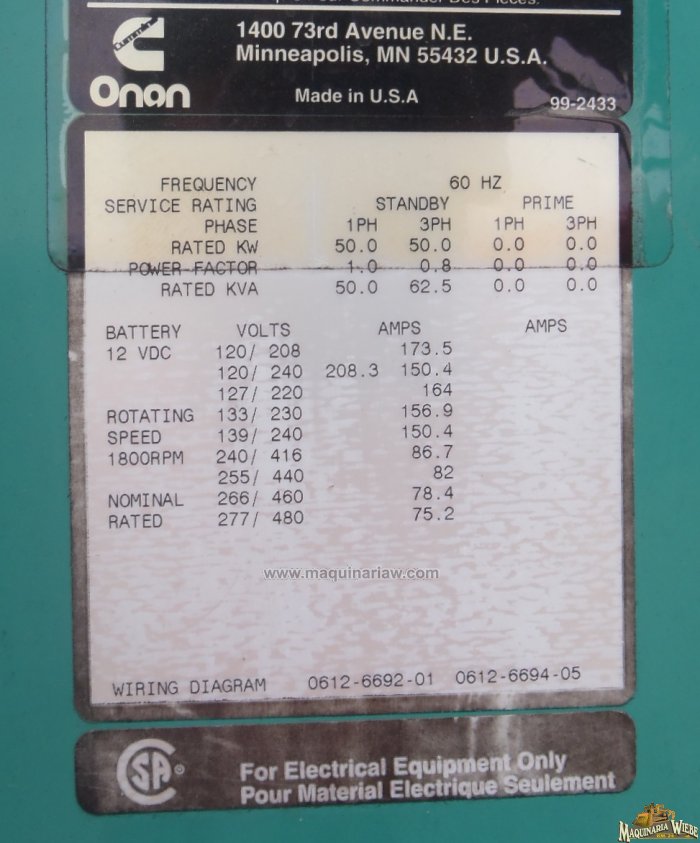 Commander Des Pièces.
Cummins
Onan
1400 73rd Avenue N.E.
Minneapolis, MN 55432 U.S.A.
Made in U.S.A
99-2433
FREQUENCY 60 HZ
SERVICE RATING STANDBY PRIME
PHASE 1PH 3PH 1PH 3PH
RATED KW 50.0 50.0 0.0 0.0
POWER FACTOR 1.0 0.8 0.0 0.0
RATED KVA 50.0 62.5 0.0 0.0
BATTERY VOLTS AMPS AMPS
12 VDC 120/ 208 173.5
120/ 240 208.3 150.4
127/ 220 164
ROTATING 133/ 230 156.9
SPEED 139/ 240 150.4
1800RPM 240/ 416 86.7
255/ 440 82
NOMINAL 266/ 460 78.4
RATED 277/ 480 75.2
www.maquinariaw.com
WIRING DIAGRAM 0612-6692-01 0612-6694-05
CSA ®
For Electrical Equipment Only
Pour Material Electrique Seulement
MAQUINARIA WIEBE